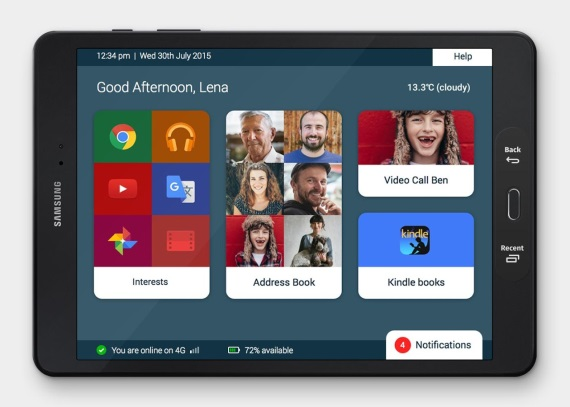 12:34 pm | Wed 30th July 2015
Help
Good Afternoon, Lena
13.3°C (cloudy)
SAMSUNG
Back
Recent
G
kindle
Video Call Ben
Interests
Address Book
Kindle books
You are online on 4G
72% available
4 Notifications